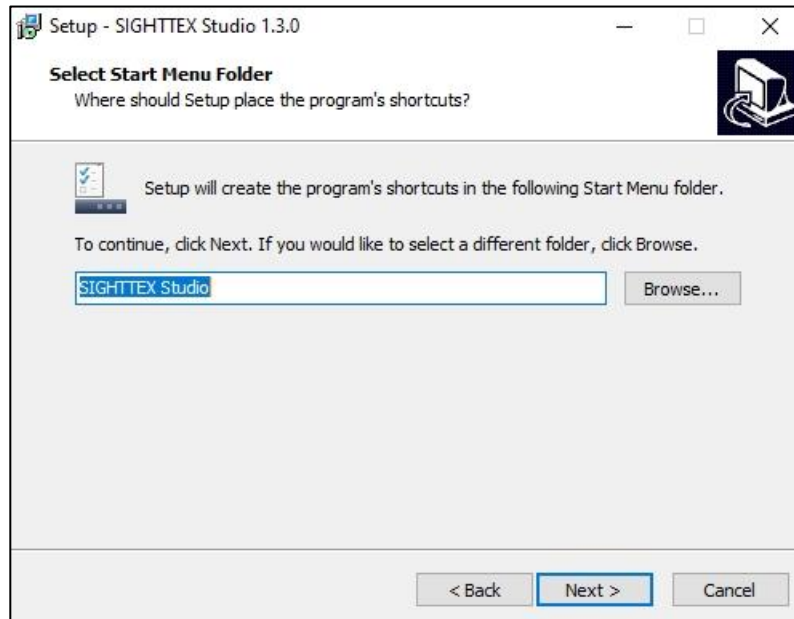 Setup - SIGHTTEX Studio 1.3.0
Select Start Menu Folder
Where should Setup place the program's shortcuts?
Setup will create the program's shortcuts in the following Start Menu folder.
To continue, click Next. If you would like to select a different folder, click Browse.
SIGHTTEX Studio
Browse...
< Back
Next >
Cancel